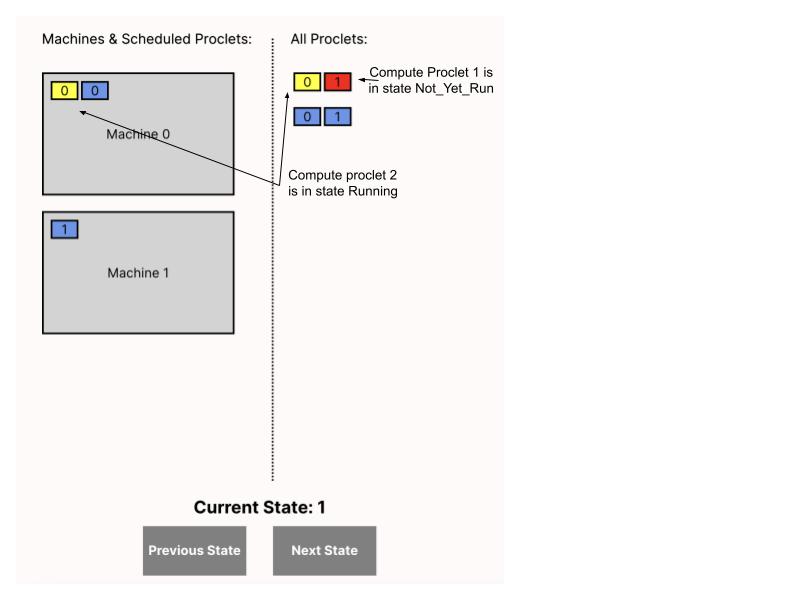 Machines & Scheduled Proclets:
All Proclets:
0 0
Machine 0
0 1
Compute Proclet 1 is
in state Not_Yet_Run
0 1
Compute proclet 2
is in state Running
1
Machine 1
Current State: 1
Previous State
Next State